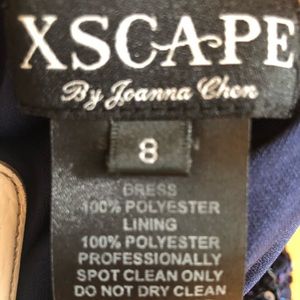 XSCAPE
By Joanna Chen
8
DRESS
100% POLYESTER
LINING
100% POLYESTER
PROFESSIONALLY
SPOT CLEAN ONLY
DO NOT DRY CLEAN